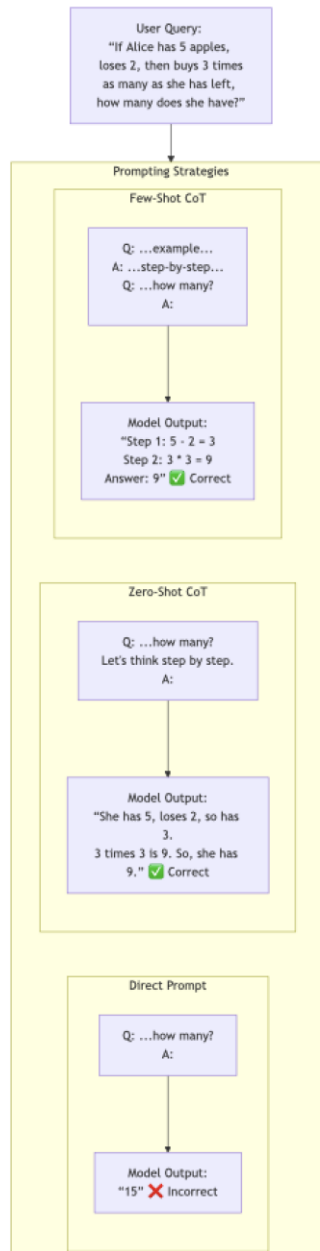 User Query:
“If Alice has 5 apples,
loses 2, then buys 3 times
as many as she has left,
how many does she have?”
Prompting Strategies
Few-Shot CoT
Q: ...example...
A: ...step-by-step...
Q: ...how many?
A:
Model Output:
“Step 1: 5 - 2 = 3
Step 2: 3 * 3 = 9
Answer: 9” ✅ Correct
Zero-Shot CoT
Q: ...how many?
Let's think step by step.
A:
Model Output:
“She has 5, loses 2, so has
3.
3 times 3 is 9. So, she has
9.” ✅ Correct
Direct Prompt
Q: ...how many?
A:
Model Output:
“15” ❌ Incorrect